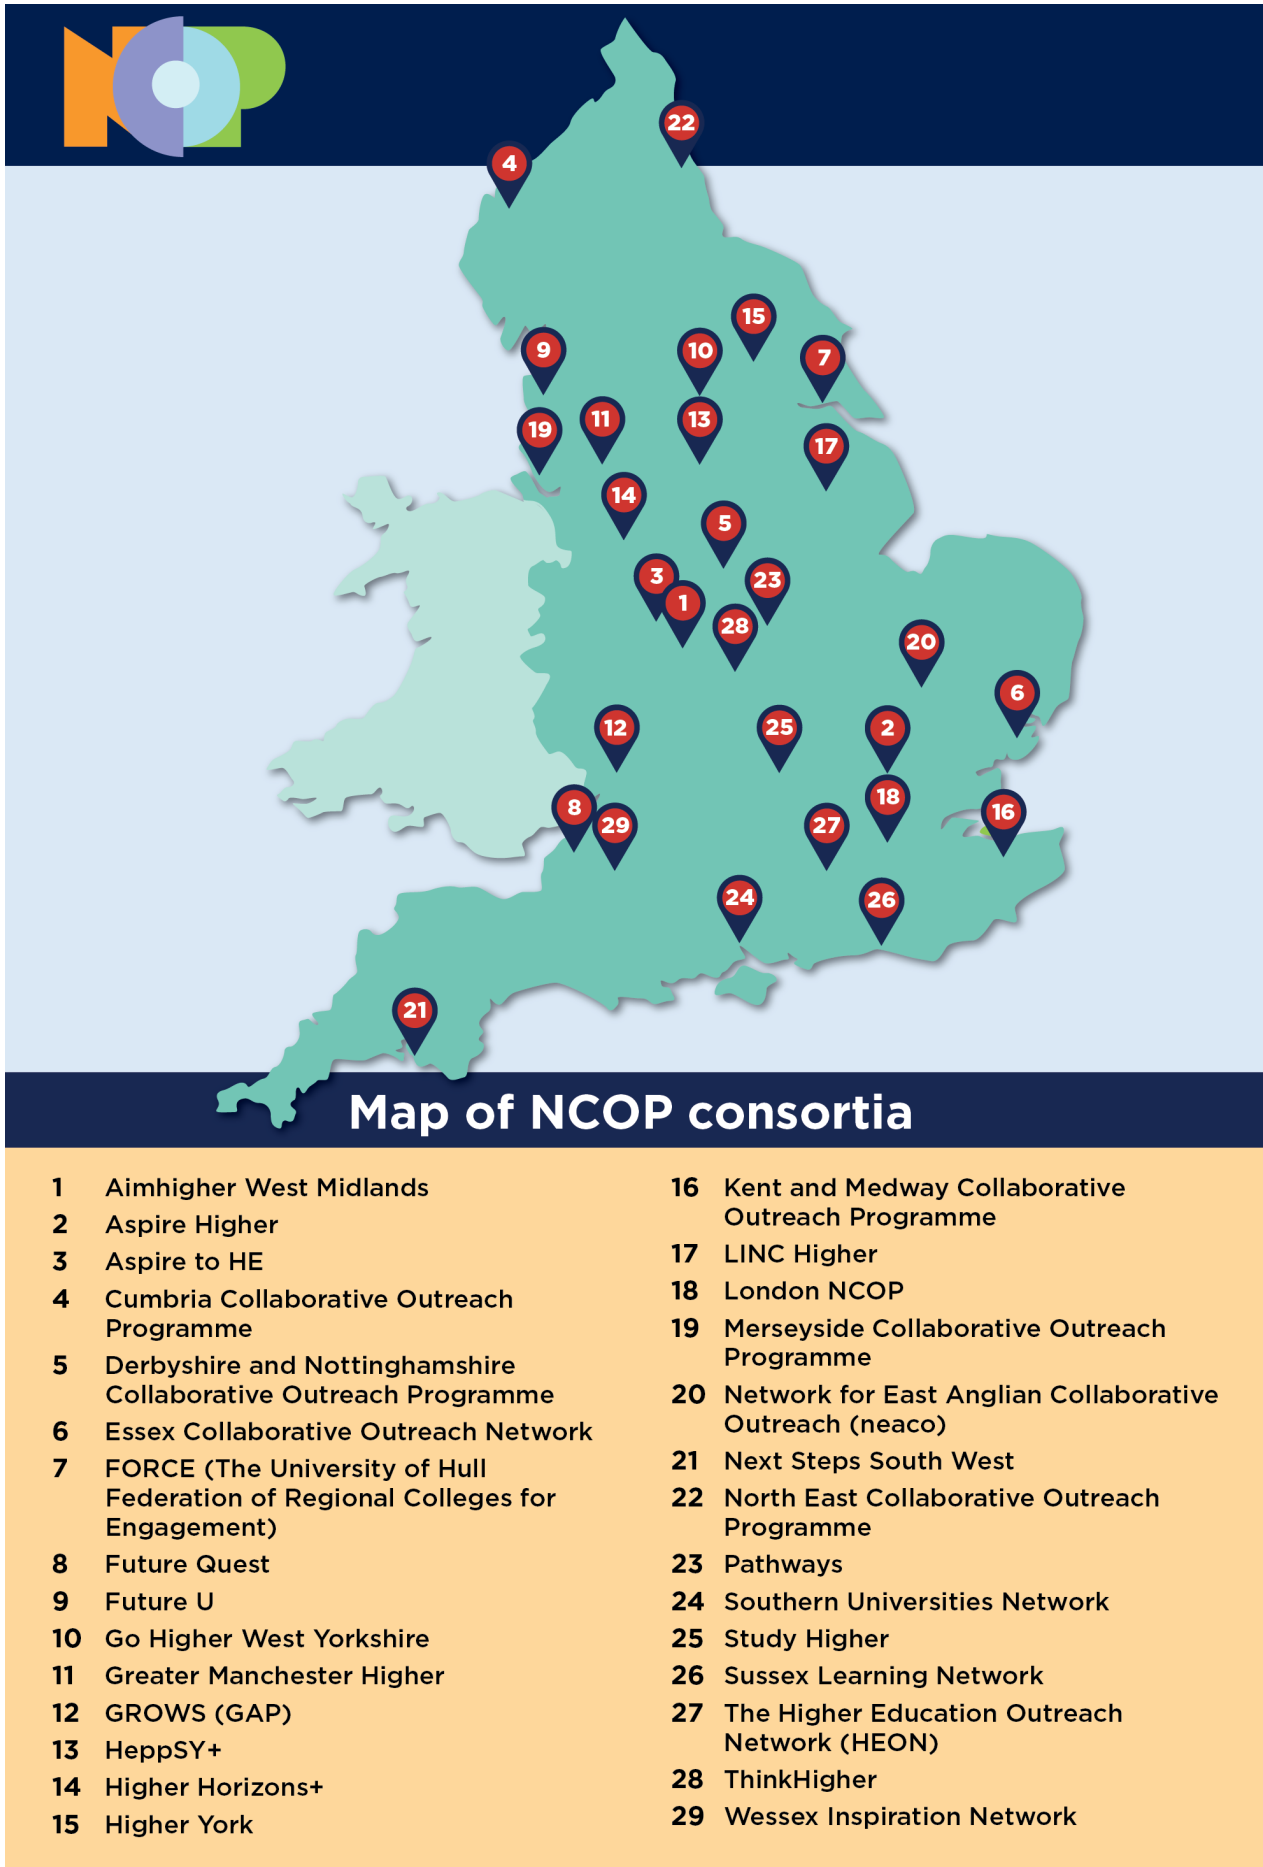 NCOP
22
4
15
9
10
7
11
13
19
17
14
5
3
23
1
28
20
6
12
25
2
18
8
16
29
27
24
26
21
Map of NCOP consortia
1 Aimhigher West Midlands
2 Aspire Higher
3 Aspire to HE
4 Cumbria Collaborative Outreach
Programme
5 Derbyshire and Nottinghamshire
Collaborative Outreach Programme
6 Essex Collaborative Outreach Network
7 FORCE (The University of Hull
Federation of Regional Colleges for
Engagement)
8 Future Quest
9 Future U
10 Go Higher West Yorkshire
11 Greater Manchester Higher
12 GROWS (GAP)
13 HeppSY+
14 Higher Horizons+
15 Higher York
16 Kent and Medway Collaborative
Outreach Programme
17 LINC Higher
18 London NCOP
19 Merseyside Collaborative Outreach
Programme
20 Network for East Anglian Collaborative
Outreach (neaco)
21 Next Steps South West
22 North East Collaborative Outreach
Programme
23 Pathways
24 Southern Universities Network
25 Study Higher
26 Sussex Learning Network
27 The Higher Education Outreach
Network (HEON)
28 ThinkHigher
29 Wessex Inspiration Network